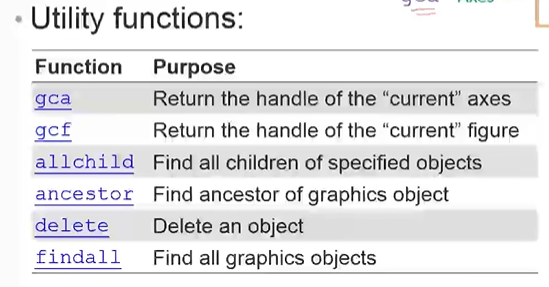 • Utility functions:
Function Purpose
gca Return the handle of the “current” axes
gcf Return the handle of the “current” figure
allchild Find all children of specified objects
ancestor Find ancestor of graphics object
delete Delete an object
findall Find all graphics objects